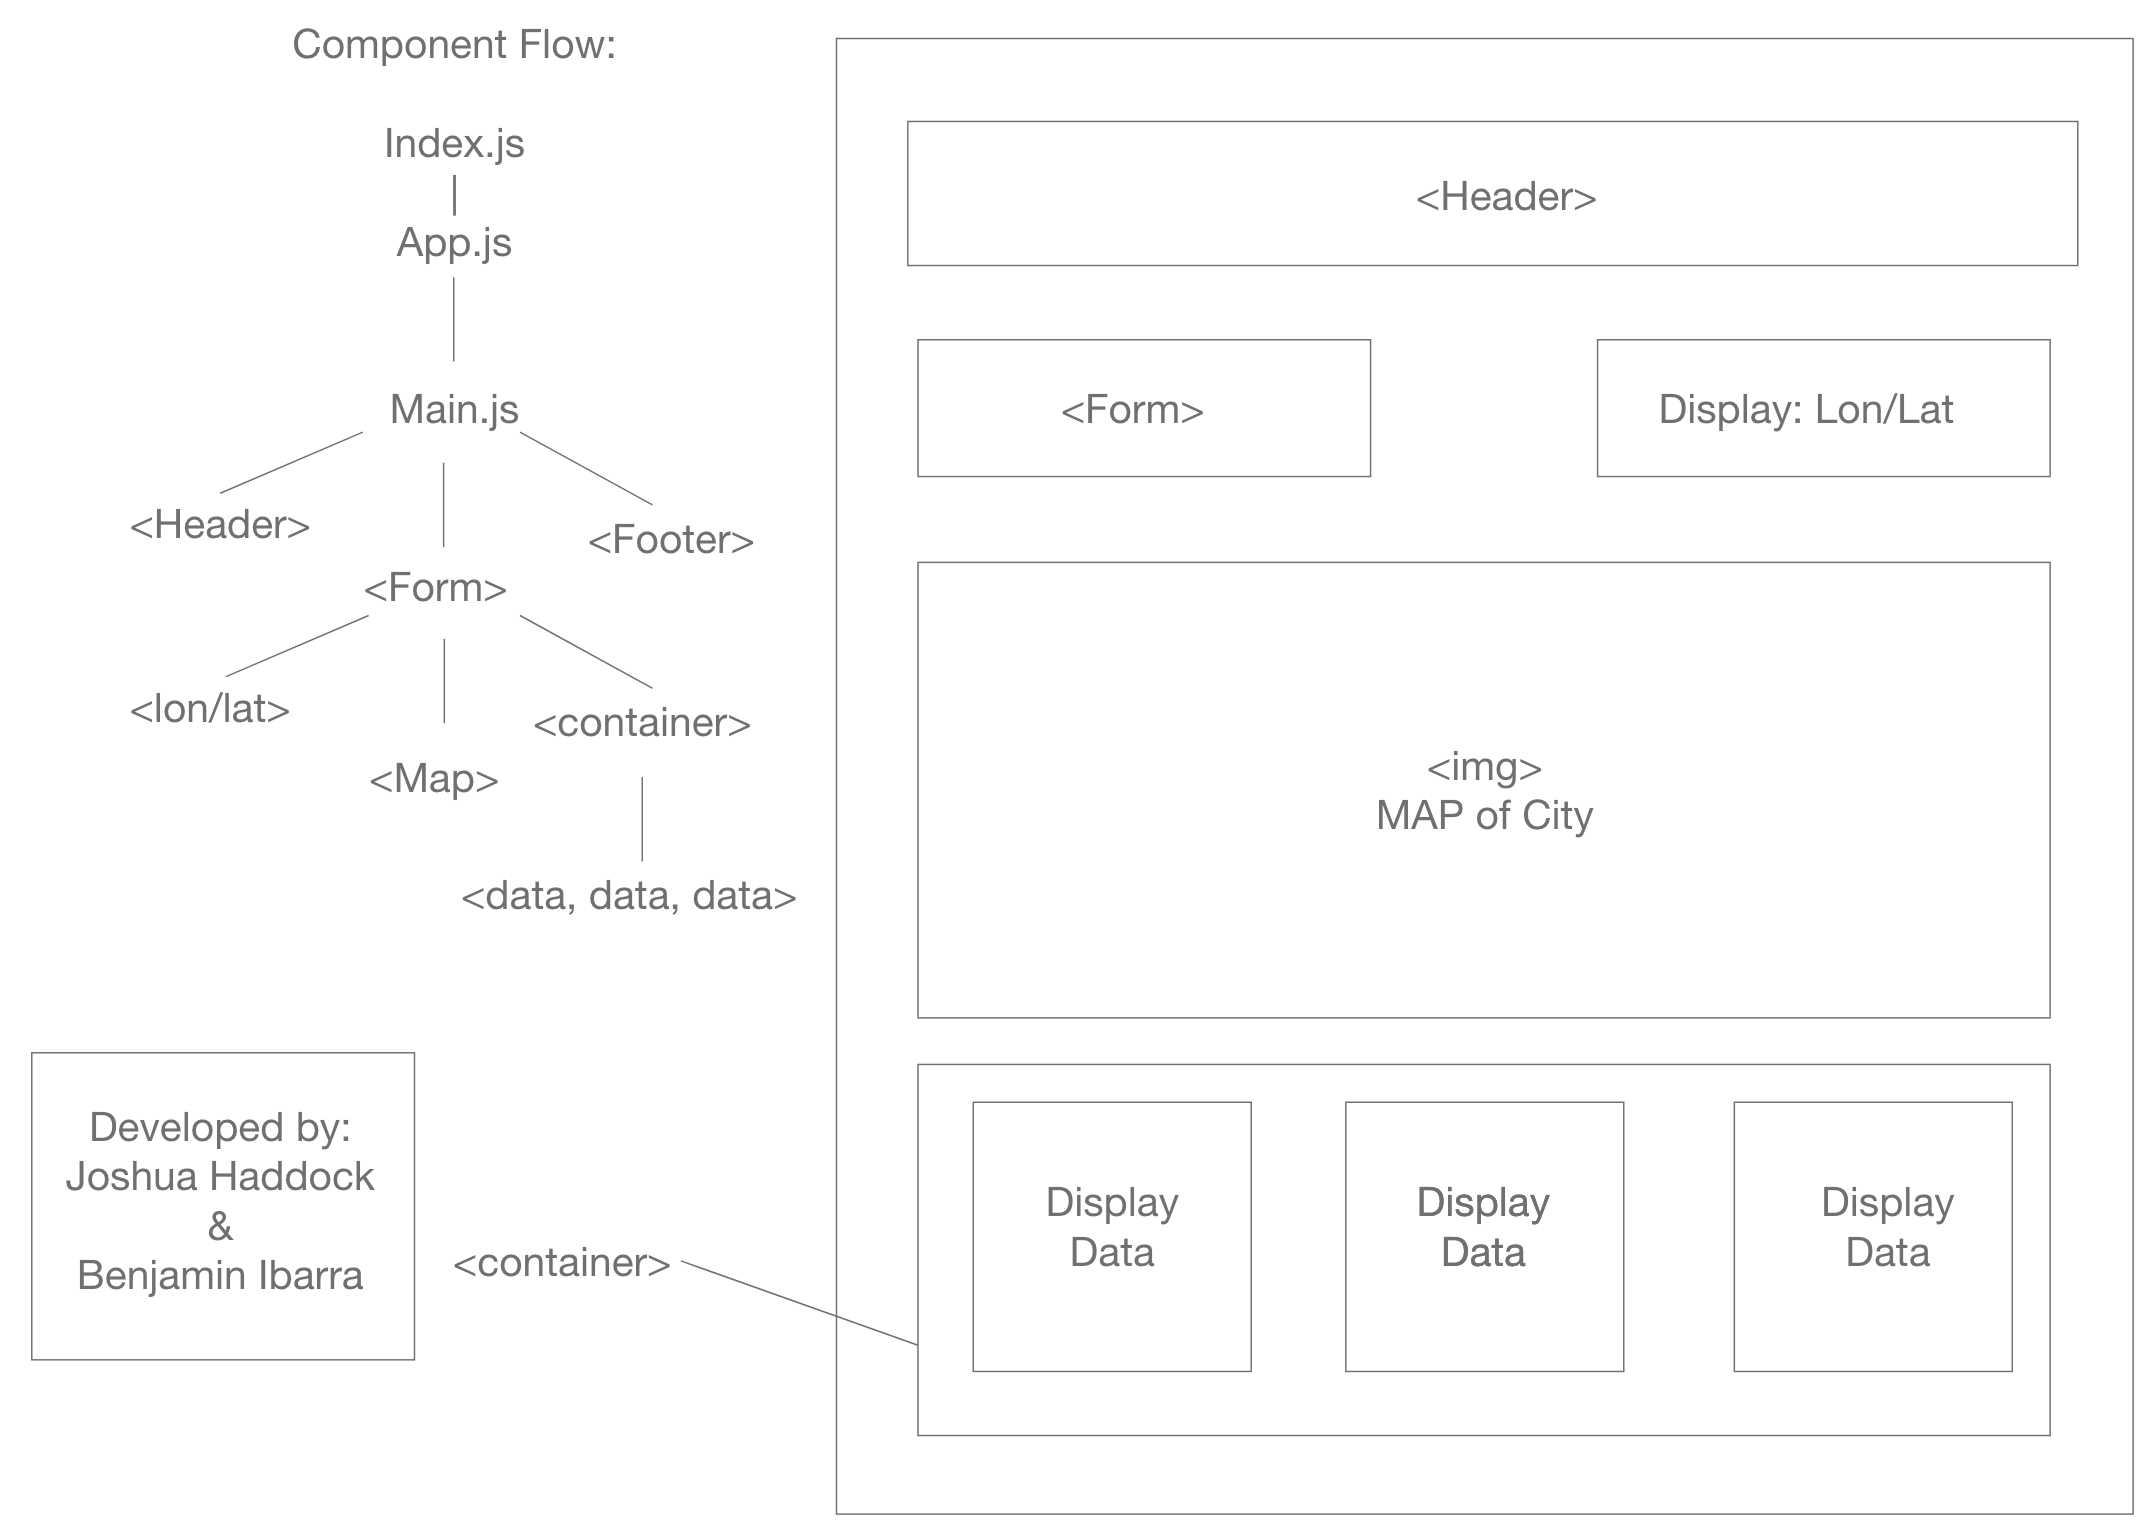 Component Flow:
Index.js
App.js
Main.js
<Header>
<Footer>
<Form>
<lon/lat>
<container>
<Map>
<data, data, data>
Developed by:
Joshua Haddock
&
Benjamin Ibarra
<container>
<Header>
<Form>
Display: Lon/Lat
<img>
MAP of City
Display
Data
Display
Data
Display
Data